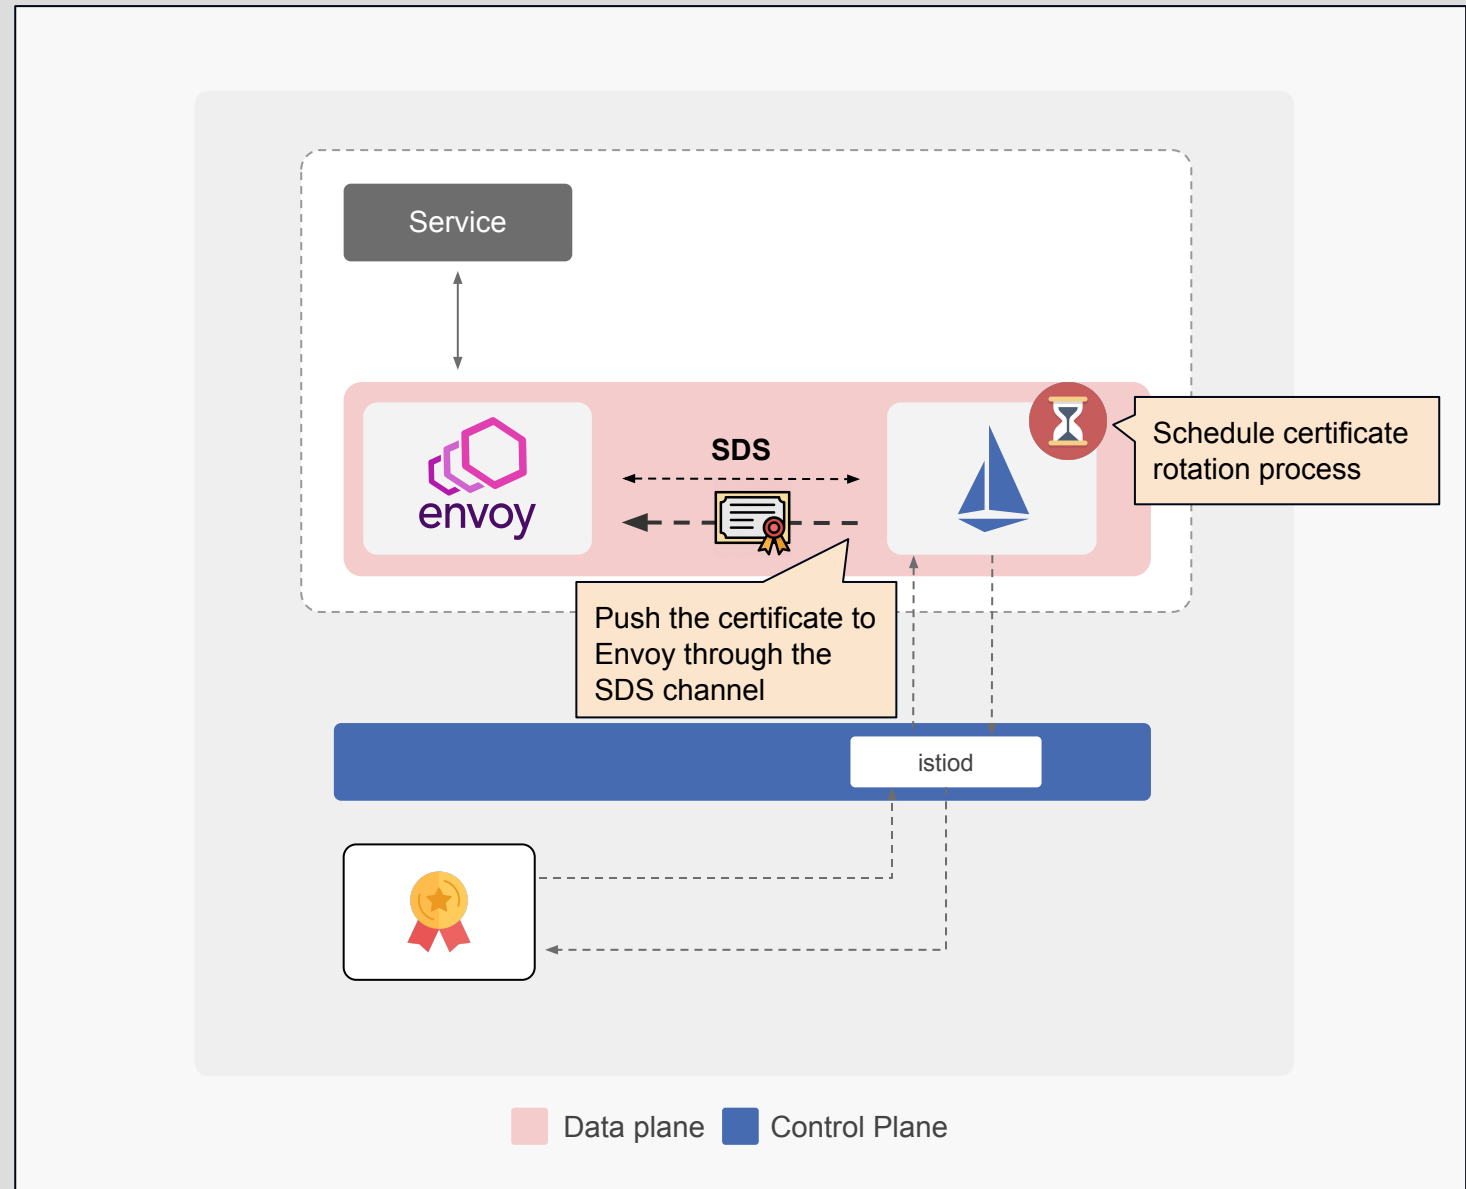 Service
SDS
envoy
Schedule certificate
rotation process
Push the certificate to
Envoy through the
SDS channel
istiod
Data plane
Control Plane